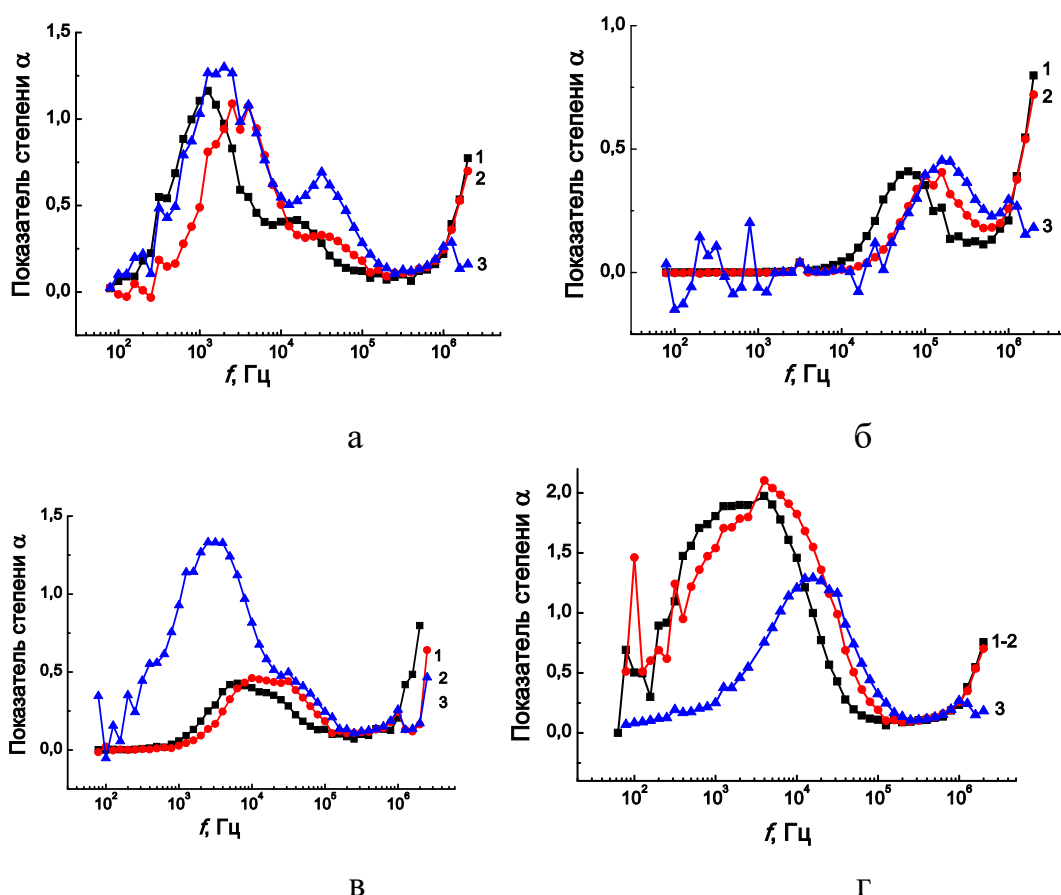 Показатель степени α
1,5
1,0
0,5
0,0
1
2
3
10² 10³ 10⁴ 10⁵ 10⁶
f, Гц
а
Показатель степени α
1,0
0,5
0,0
1
2
3
10² 10³ 10⁴ 10⁵ 10⁶
f, Гц
б
Показатель степени α
1,5
1,0
0,5
0,0
1
2
3
10² 10³ 10⁴ 10⁵ 10⁶
f, Гц
в
Показатель степени α
2,0
1,5
1,0
0,5
0,0
1-2
3
10² 10³ 10⁴ 10⁵ 10⁶
f, Гц
г